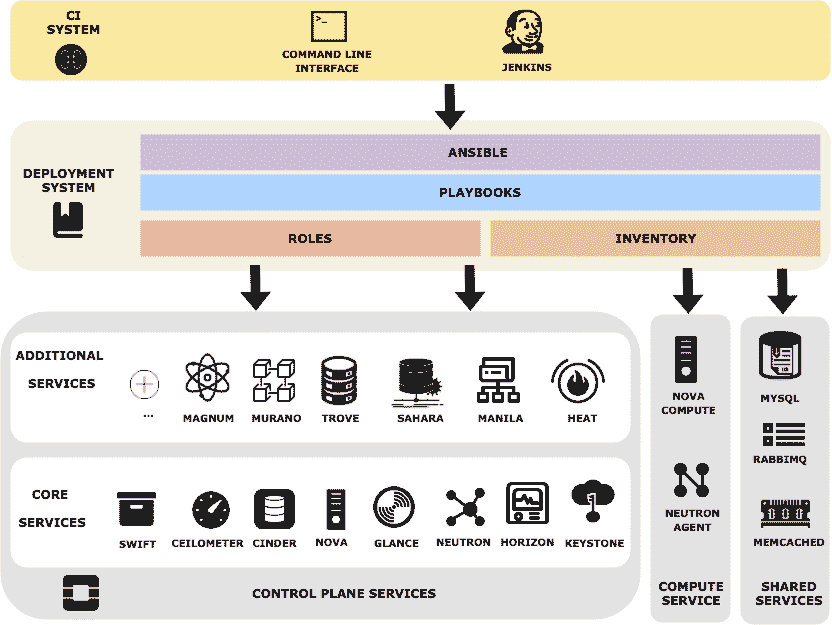 CI
SYSTEM
>_
COMMAND LINE
INTERFACE
JENKINS
DEPLOYMENT
SYSTEM
ANSIBLE
PLAYBOOKS
ROLES
INVENTORY
ADDITIONAL
SERVICES
...
MAGNUM
MURANO
TROVE
SAHARA
MANILA
HEAT
CORE
SERVICES
SWIFT
CEILOMETER
CINDER
NOVA
GLANCE
NEUTRON
HORIZON
KEYSTONE
CONTROL PLANE SERVICES
NOVA
COMPUTE
NEUTRON
AGENT
COMPUTE
SERVICE
MYSQL
RABBIMQ
MEMCACHED
SHARED
SERVICES